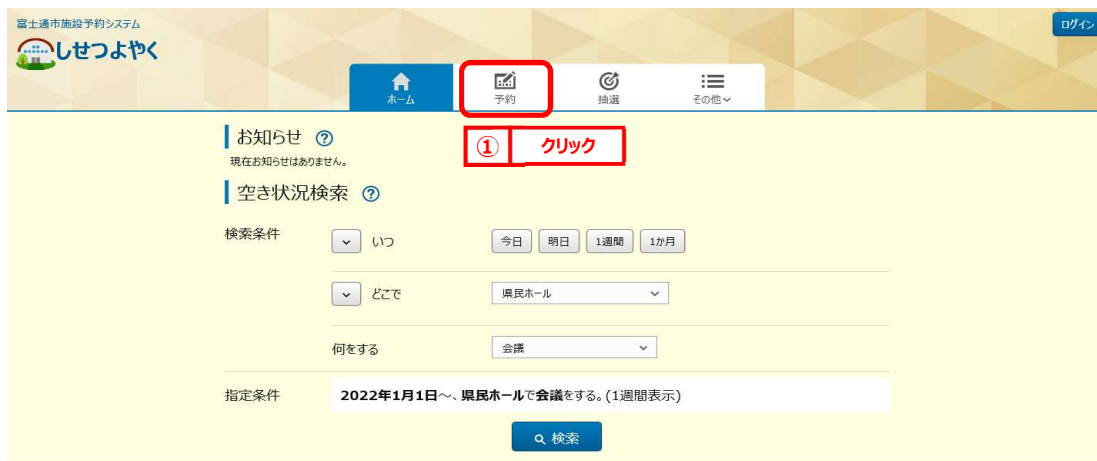 富士通市施設予約システム
しせつよやく
ログイン
ホーム
予約
抽選
その他
① クリック
お知らせ ?
現在お知らせはありません。
空き状況検索 ?
検索条件 いつ 今日 明日 1週間 1か月
どこで 県民ホール
何をする 会議
指定条件 2022年1月1日～、県民ホールで会議をする。(1週間表示)
検索